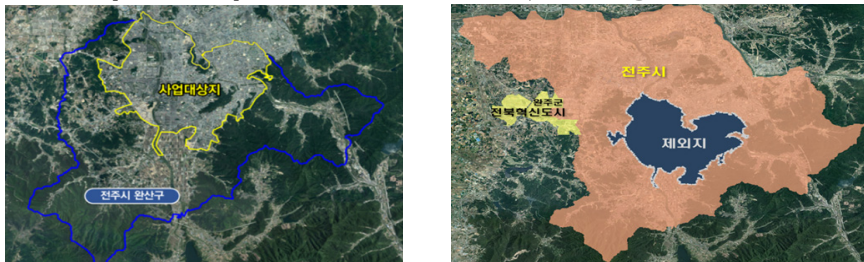 사업대상지
전주시 완산구
전주시
완주군
전북혁신도시
제외지